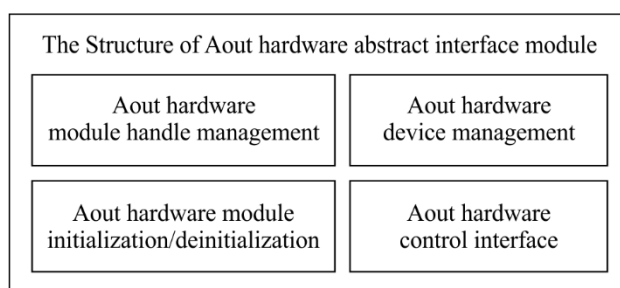 The Structure of Aout hardware abstract interface module
Aout hardware
module handle management
Aout hardware
device management
Aout hardware module
initialization/deinitialization
Aout hardware
control interface